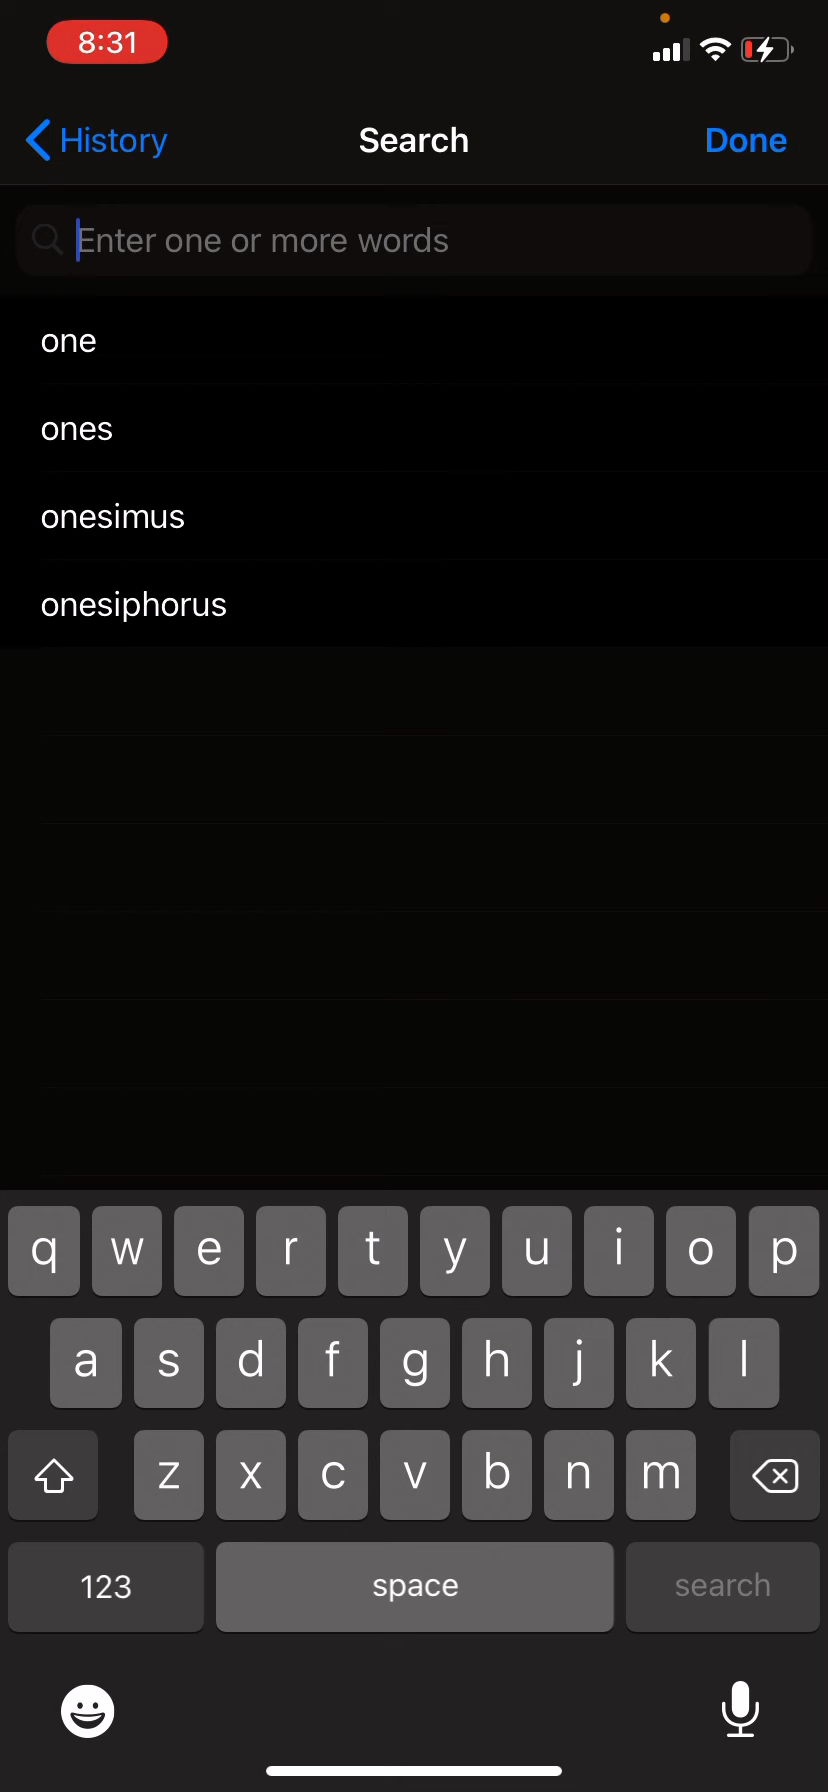 8:31
History
Search
Done
Enter one or more words
one
ones
onesimus
onesiphorus
q w e r t y u i o p
a s d f g h j k l
z x c v b n m
123
space
search